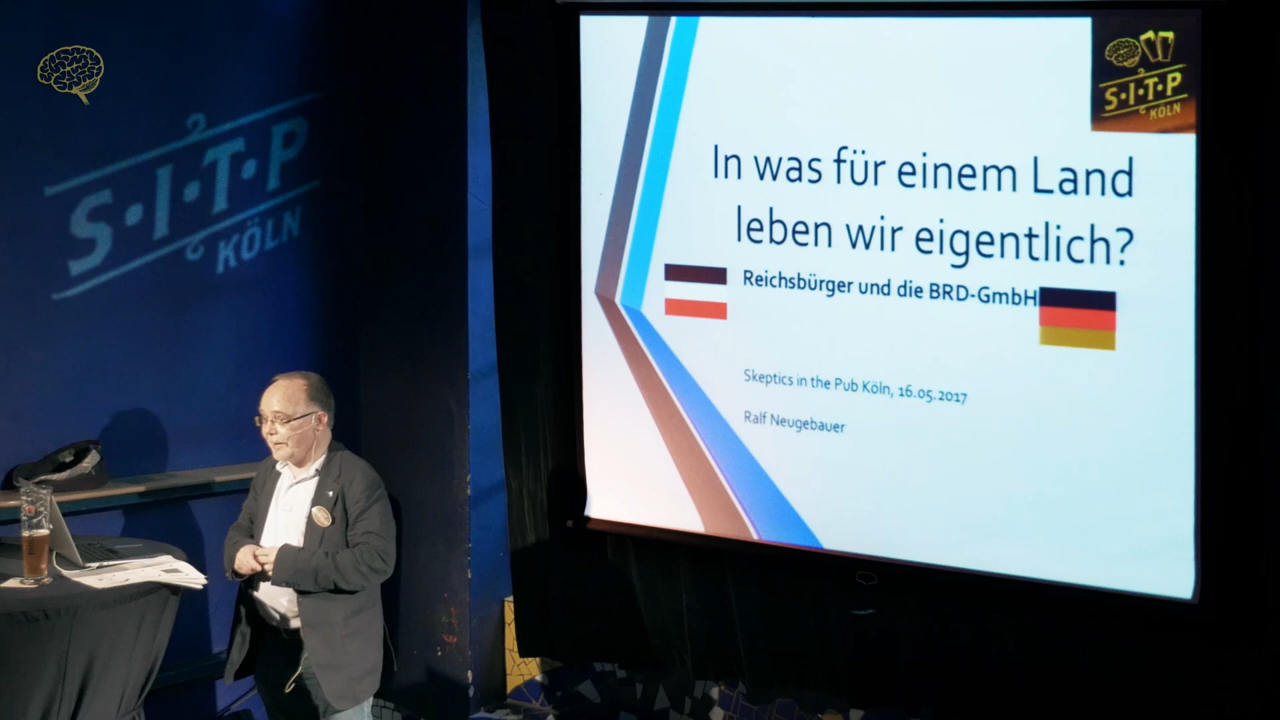 S·I·T·P
KÖLN
S·I·T·P
KÖLN
In was für einem Land
leben wir eigentlich?
Reichsbürger und die BRD-GmbH
Skeptics in the Pub Köln, 16.05.2017
Ralf Neugebauer